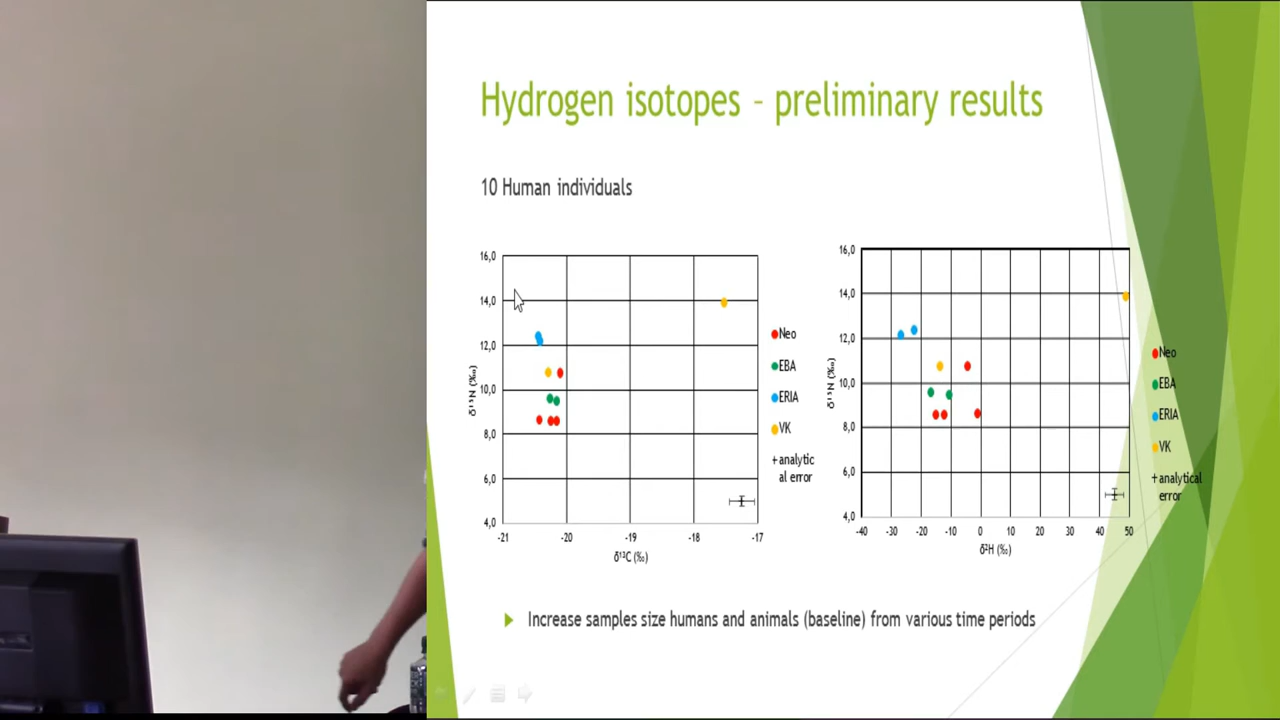 Hydrogen isotopes – preliminary results
10 Human individuals
16,0
14,0
12,0
10,0
8,0
6,0
4,0
-21
-20
-19
-18
-17
δ¹⁵N (‰)
δ¹³C (‰)
Neo
EBA
ERIA
VK
analytic
al error
16,0
14,0
12,0
10,0
8,0
6,0
4,0
-40
-30
-20
-10
0
10
20
30
40
50
δ¹⁵N (‰)
δ²H (‰)
Neo
EBA
ERIA
VK
analytical
error
Increase samples size humans and animals (baseline) from various time periods